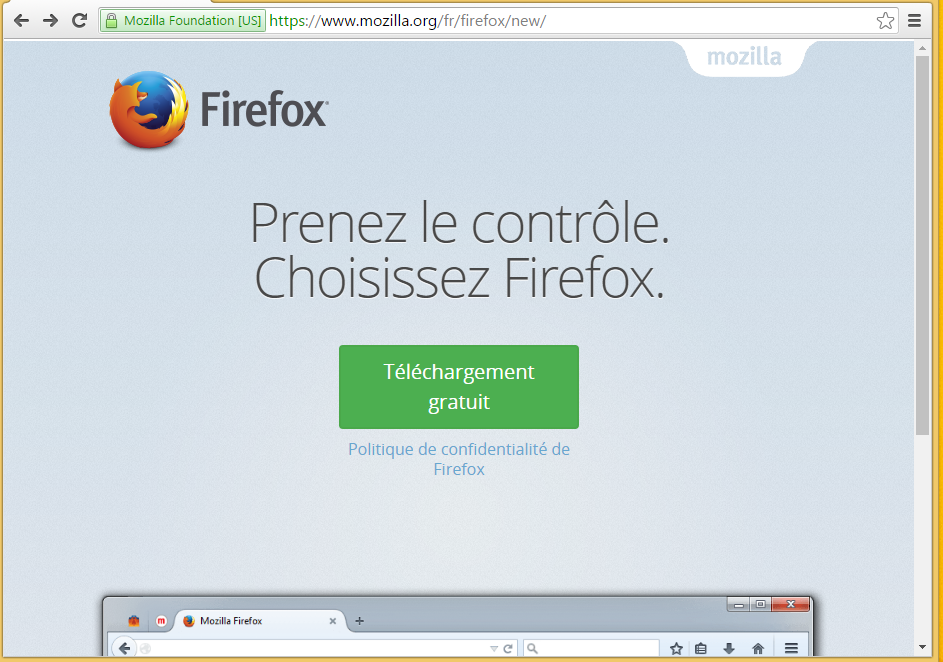 Mozilla Foundation [US] https://www.mozilla.org/fr/firefox/new/
mozilla
Firefox
Prenez le contrôle.
Choisissez Firefox.
Téléchargement
gratuit
Politique de confidentialité de
Firefox
m
Mozilla Firefox